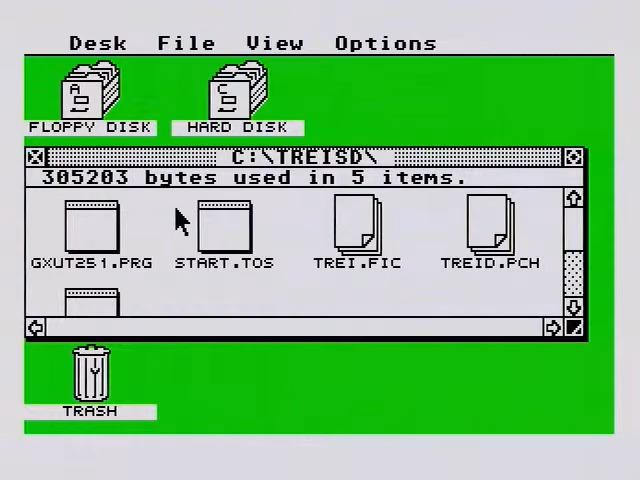 Desk File View Options
A C
FLOPPY DISK HARD DISK
C:\TREISD\
305203 bytes used in 5 items.
GXUT251.PRG START.TOS TREI.FIC TREID.PCH
TRASH